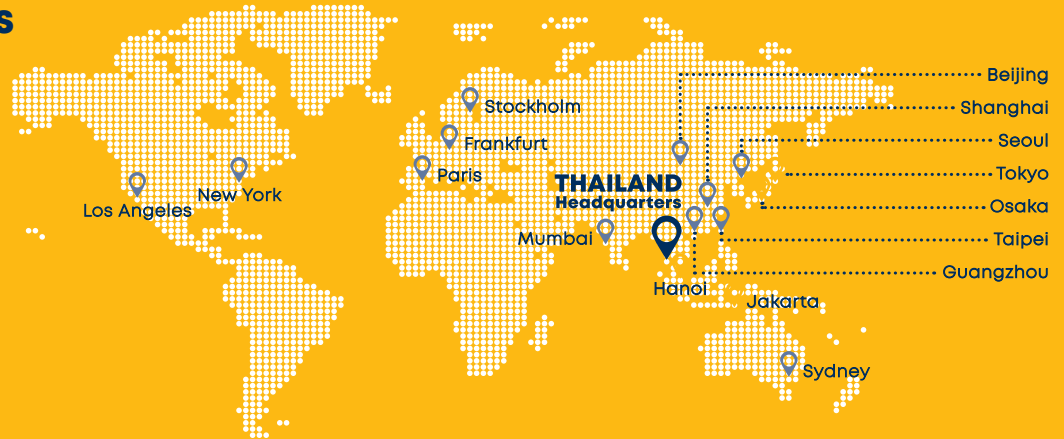 s
Beijing
Shanghai
Stockholm
Seoul
Frankfurt
Paris
Tokyo
THAILAND
Headquarters
New York
Los Angeles
Osaka
Mumbai
Taipei
Guangzhou
Hanoi
Jakarta
Sydney